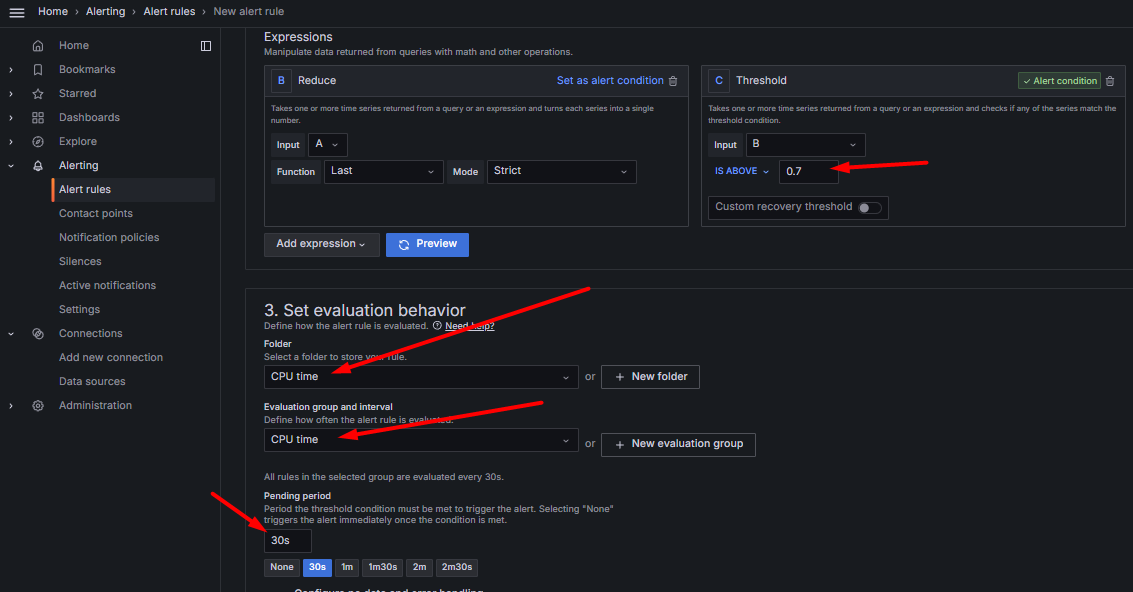 Home › Alerting › Alert rules › New alert rule
Home
Bookmarks
Starred
Dashboards
Explore
Alerting
Alert rules
Contact points
Notification policies
Silences
Active notifications
Settings
Connections
Add new connection
Data sources
Administration
Expressions
Manipulate data returned from queries with math and other operations.
B Reduce Set as alert condition
Takes one or more time series returned from a query or an expression and turns each series into a single
number.
Input A
Function Last Mode Strict
C Threshold Alert condition
Takes one or more time series returned from a query or an expression and checks if any of the series match the
threshold condition.
Input B
IS ABOVE 0.7
Custom recovery threshold
Add expression Preview
3. Set evaluation behavior
Define how the alert rule is evaluated. Need help?
Folder
Select a folder to store your rule.
CPU time or + New folder
Evaluation group and interval
Define how often the alert rule is evaluated.
CPU time or + New evaluation group
All rules in the selected group are evaluated every 30s.
Pending period
Period the threshold condition must be met to trigger the alert. Selecting "None"
triggers the alert immediately once the condition is met.
30s
None 30s 1m 1m30s 2m 2m30s
Configure no data and error handling